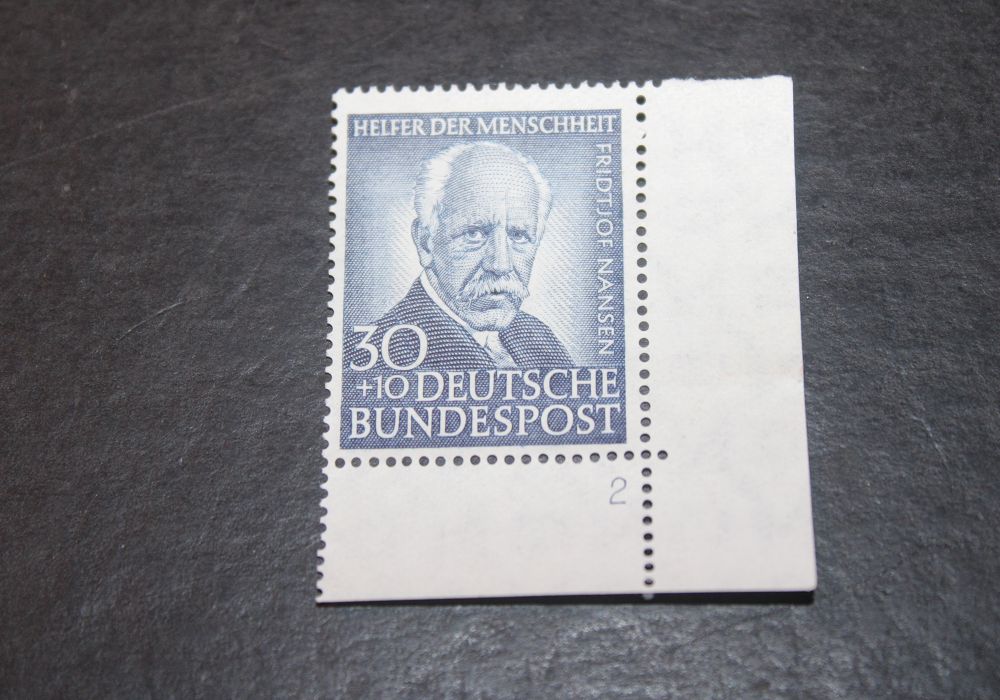 HELFER DER MENSCHHEIT
FRIDTJOF NANSEN
30
+10 DEUTSCHE
BUNDESPOST
2